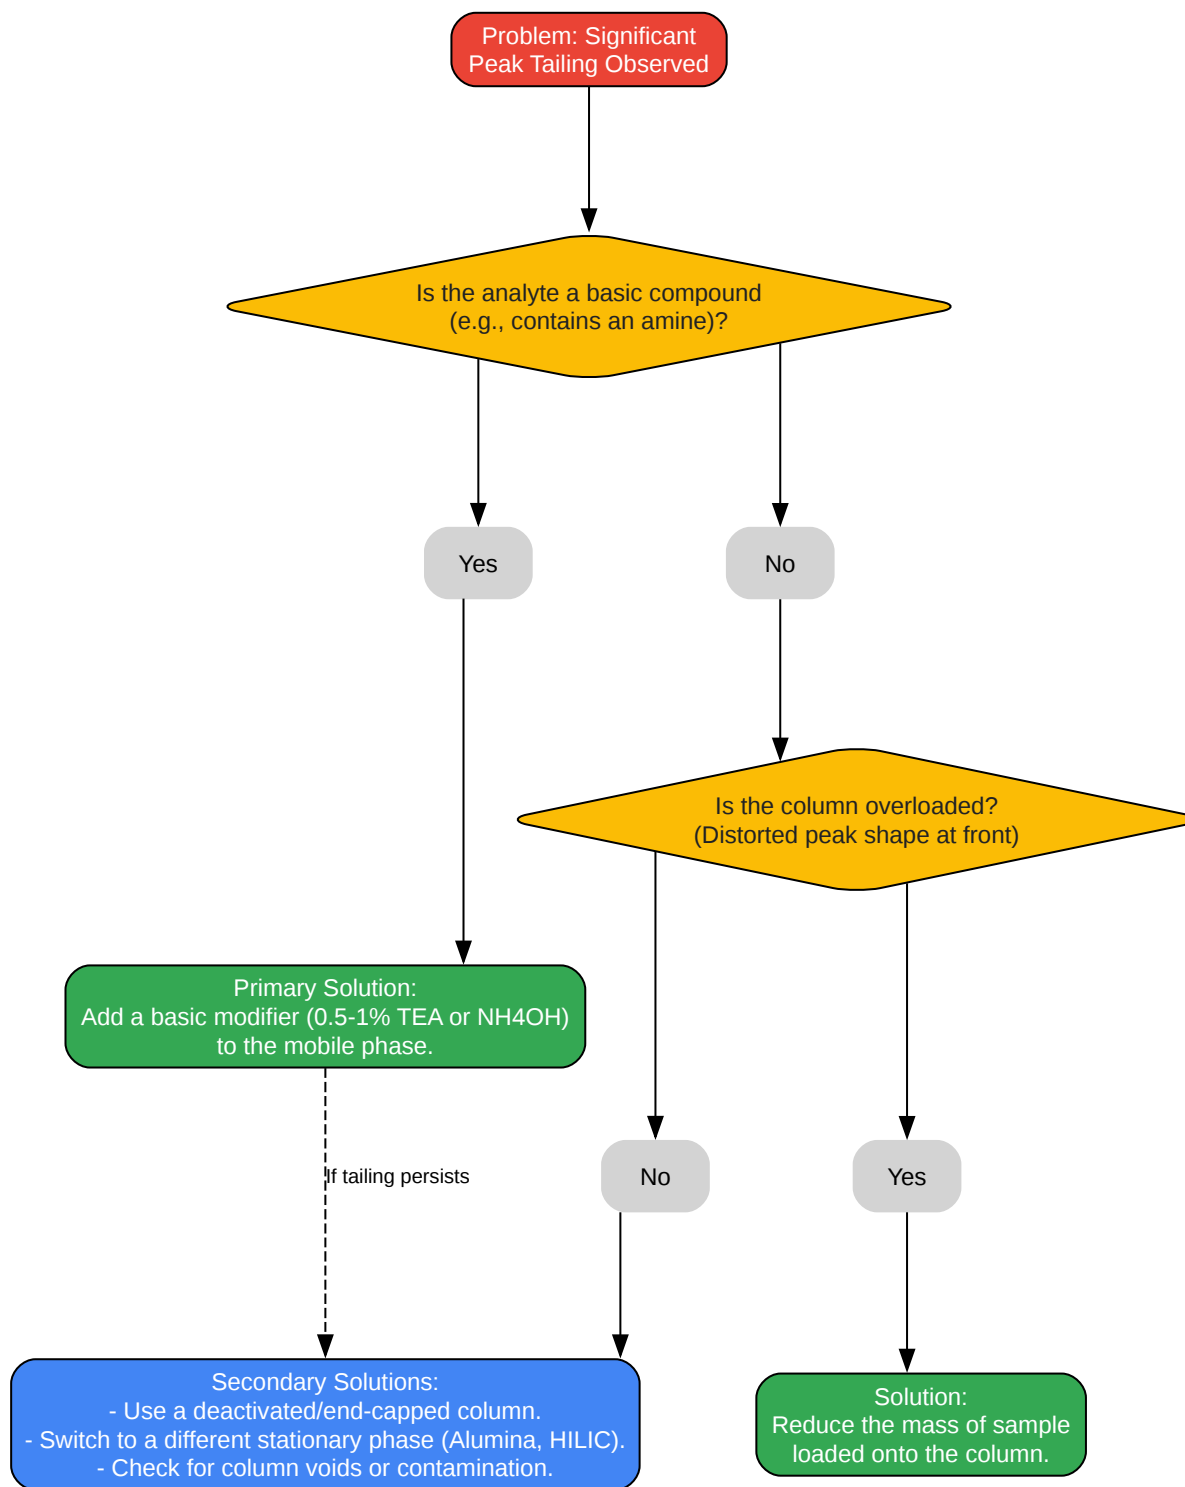 Problem: Significant
Peak Tailing Observed
Is the analyte a basic compound
(e.g., contains an amine)?
Yes
No
Is the column overloaded?
(Distorted peak shape at front)
Primary Solution:
Add a basic modifier (0.5-1% TEA or NH4OH)
to the mobile phase.
If tailing persists
No
Yes
Secondary Solutions:
- Use a deactivated/end-capped column.
- Switch to a different stationary phase (Alumina, HILIC).
- Check for column voids or contamination.
Solution:
Reduce the mass of sample
loaded onto the column.